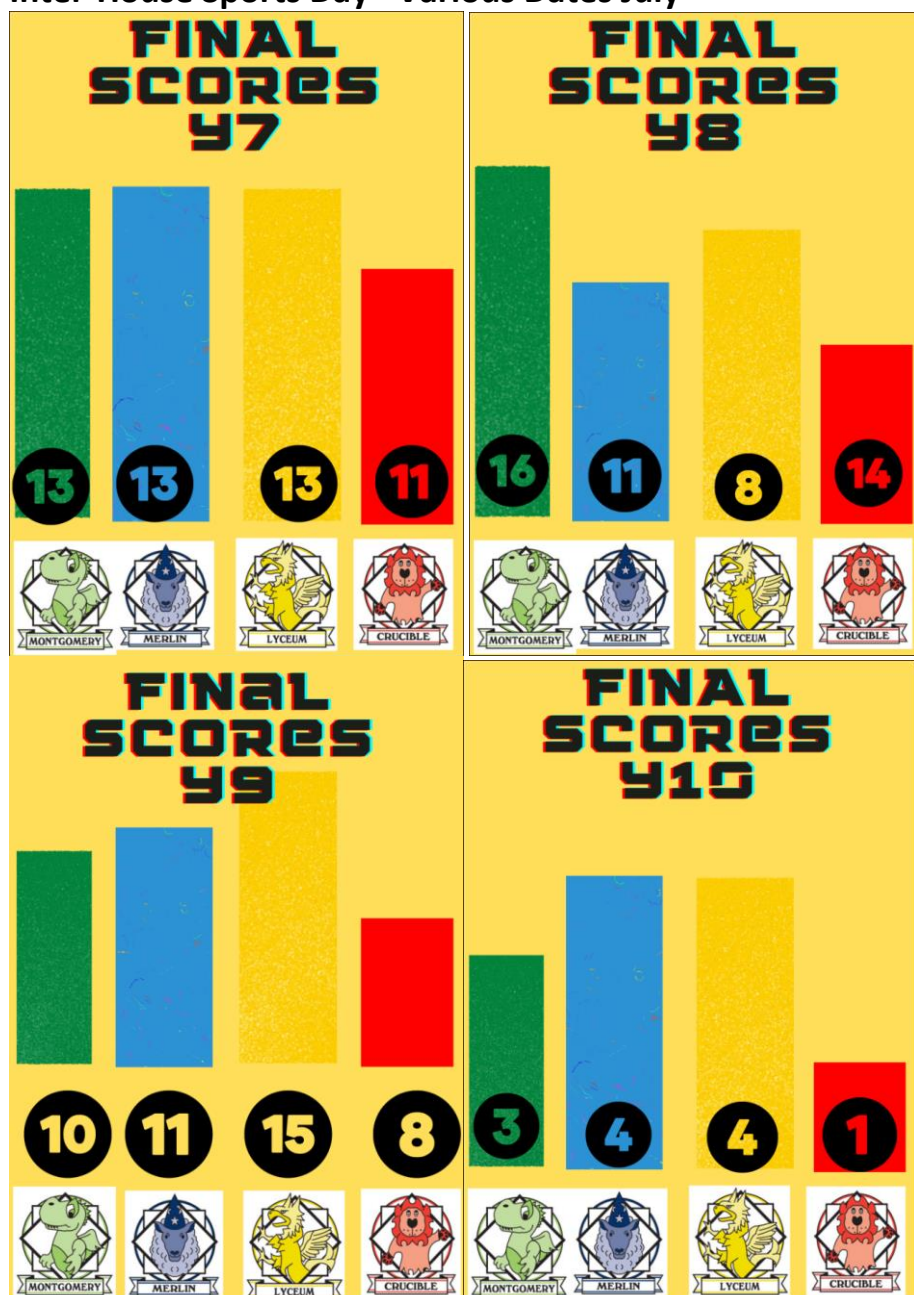 Inter-House Sports Day - Various Dates July
FINAL
SCORES
Y7
13 13 13 11
MONTGOMERY MERLIN LYCEUM CRUCIBLE
FINAL
SCORES
Y8
16 11 8 14
MONTGOMERY MERLIN LYCEUM CRUCIBLE
FINAL
SCORES
Y9
10 11 15 8
MONTGOMERY MERLIN LYCEUM CRUCIBLE
FINAL
SCORES
Y10
3 4 4 1
MONTGOMERY MERLIN LYCEUM CRUCIBLE